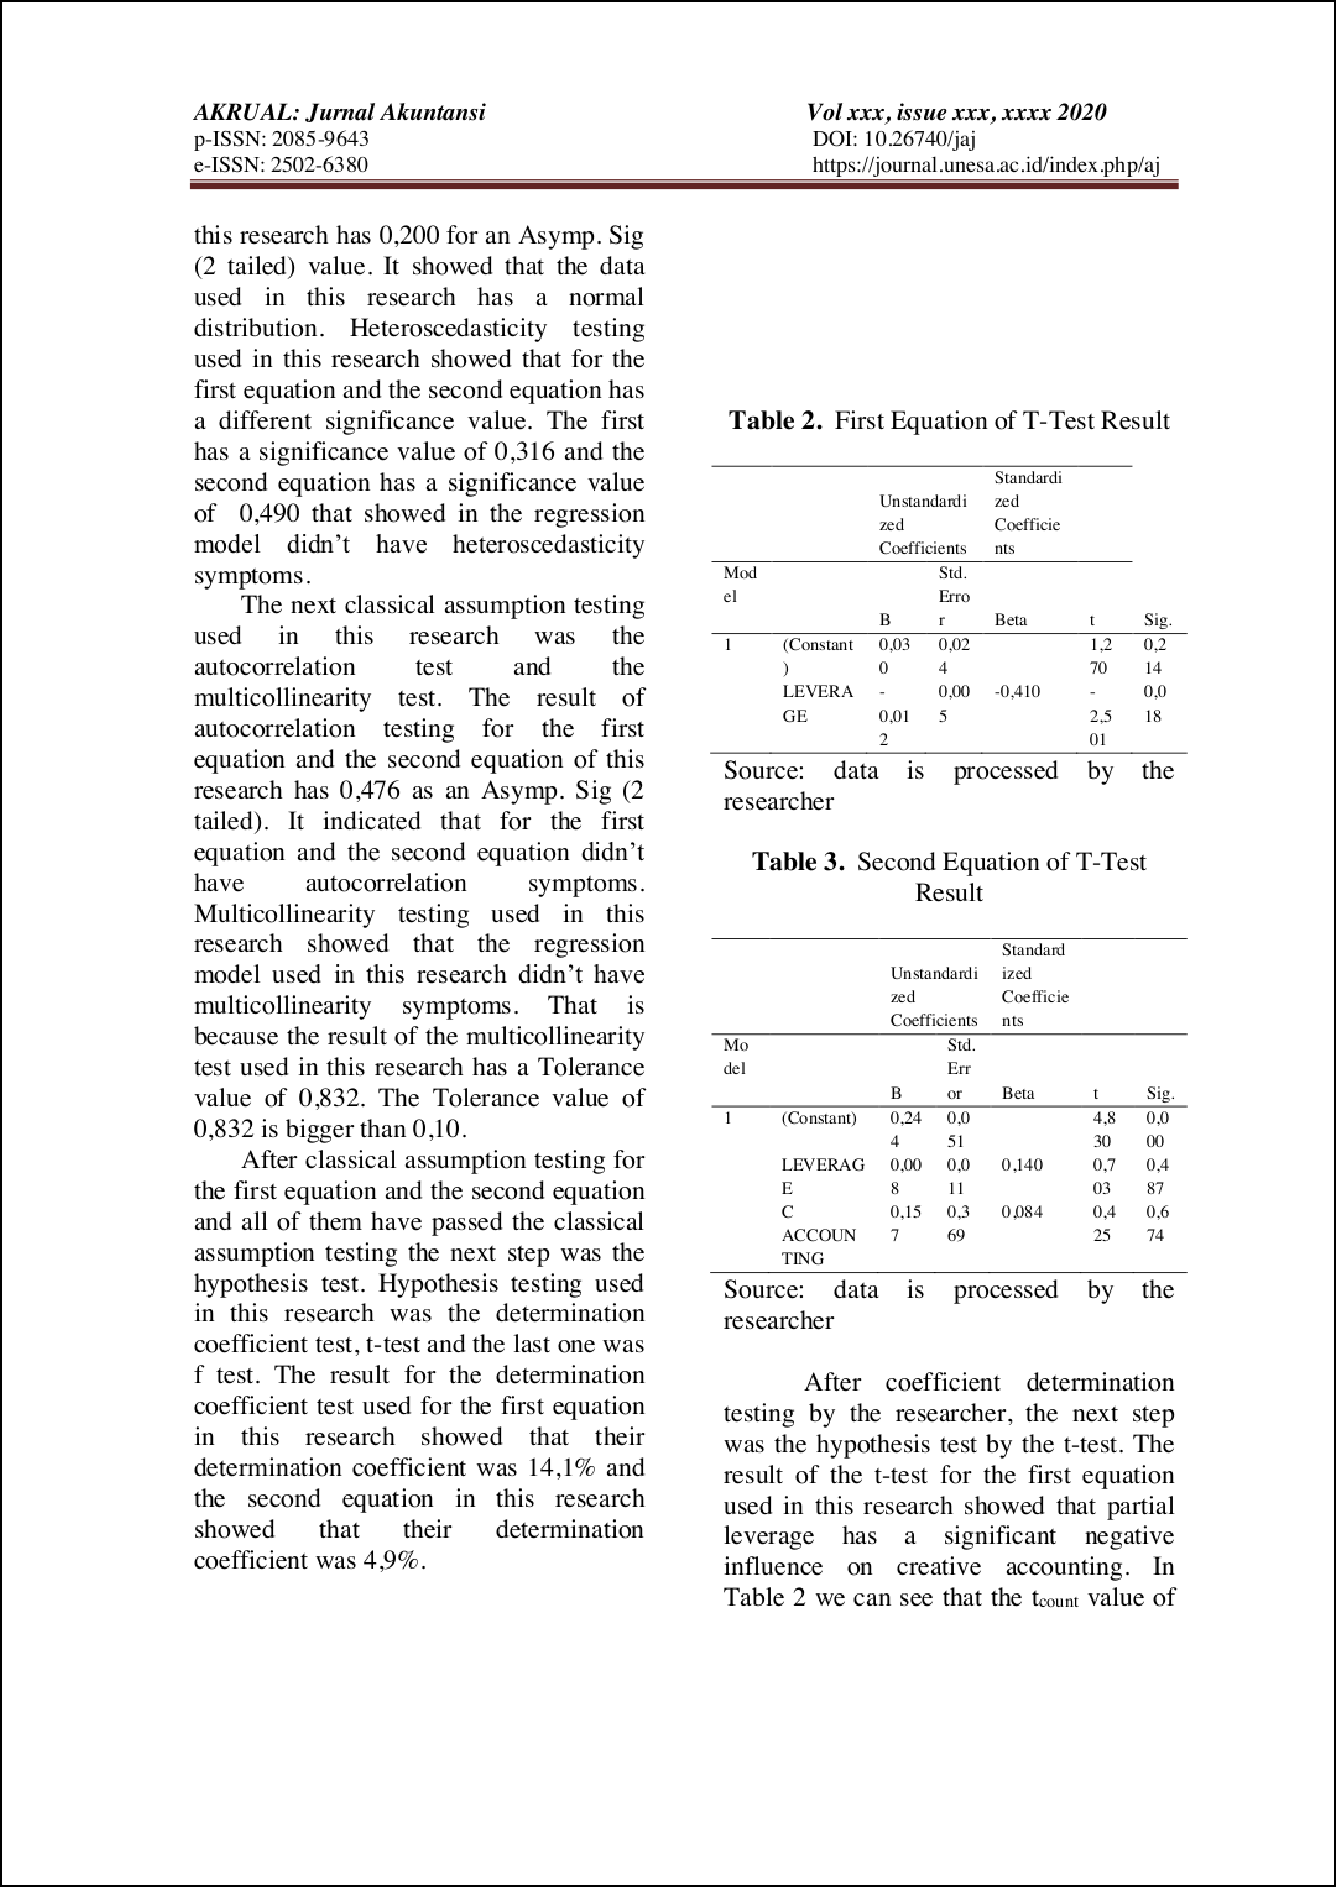 AKRUAL: Jurnal Akuntansi
p-ISSN: 2085-9643
e-ISSN: 2502-6380
Vol xxx, issue xxx, xxxx 2020
DOI: 10.26740/jaj
https://journal.unesa.ac.id/index.php/aj
this research has 0,200 for an Asymp. Sig
(2 tailed) value. It showed that the data
used in this research has a normal
distribution. Heteroscedasticity testing
used in this research showed that for the
first equation and the second equation has
a different significance value. The first
has a significance value of 0,316 and the
second equation has a significance value
of 0,490 that showed in the regression
model didn’t have heteroscedasticity
symptoms.
The next classical assumption testing
used in this research was the
autocorrelation test and the
multicollinearity test. The result of
autocorrelation testing for the first
equation and the second equation of this
research has 0,476 as an Asymp. Sig (2
tailed). It indicated that for the first
equation and the second equation didn’t
have autocorrelation symptoms.
Multicollinearity testing used in this
research showed that the regression
model used in this research didn’t have
multicollinearity symptoms. That is
because the result of the multicollinearity
test used in this research has a Tolerance
value of 0,832. The Tolerance value of
0,832 is bigger than 0,10.
After classical assumption testing for
the first equation and the second equation
and all of them have passed the classical
assumption testing the next step was the
hypothesis test. Hypothesis testing used
in this research was the determination
coefficient test, t-test and the last one was
f test. The result for the determination
coefficient test used for the first equation
in this research showed that their
determination coefficient was 14,1% and
the second equation in this research
showed that their determination
coefficient was 4,9%.
Table 2. First Equation of T-Test Result
Standardi
Unstandardi zed
zed Coefficie
Coefficients nts
Mod Std.
el Erro
B r Beta t Sig.
1 (Constant 0,03 0,02 1,2 0,2
) 0 4 70 14
LEVERA - 0,00 -0,410 - 0,0
GE 0,01 5 2,5 18
2 01
Source: data is processed by the
researcher
Table 3. Second Equation of T-Test
Result
Standard
Unstandardi ized
zed Coefficie
Coefficients nts
Mo Std.
del Err
B or Beta t Sig.
1 (Constant) 0,24 0,0 4,8 0,0
4 51 30 00
LEVERAG 0,00 0,0 0,140 0,7 0,4
E 8 11 03 87
C 0,15 0,3 0,084 0,4 0,6
ACCOUN 7 69 25 74
TING
Source: data is processed by the
researcher
After coefficient determination
testing by the researcher, the next step
was the hypothesis test by the t-test. The
result of the t-test for the first equation
used in this research showed that partial
leverage has a significant negative
influence on creative accounting. In
Table 2 we can see that the tcount value of